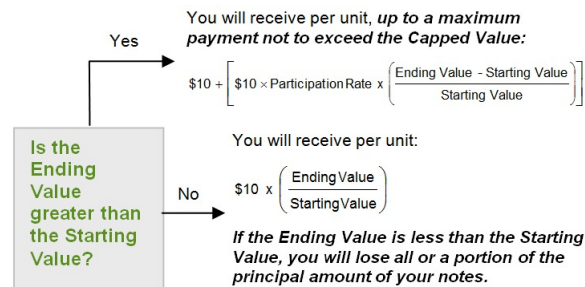 You will receive per unit, up to a maximum
payment not to exceed the Capped Value:
Yes
$10 + [ $10 × Participation Rate x ( Ending Value - Starting Value / Starting Value ) ]
Is the
Ending
Value
greater than
the Starting
Value?
No
You will receive per unit:
$10 x ( Ending Value / Starting Value )
If the Ending Value is less than the Starting
Value, you will lose all or a portion of the
principal amount of your notes.